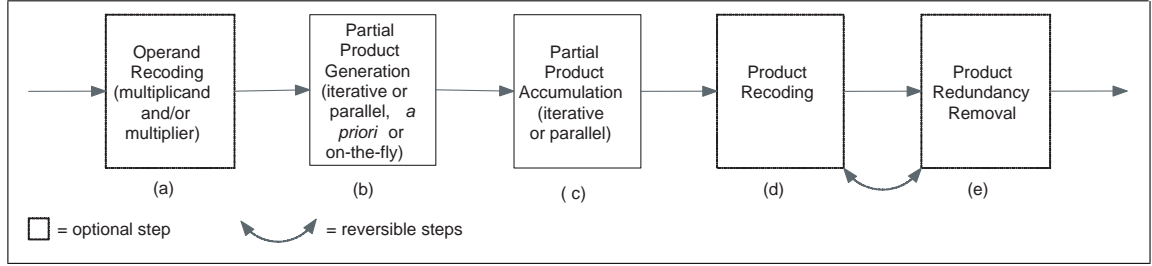 Operand
Recoding
(multiplicand
and/or
multiplier)
(a)
Partial
Product
Generation
(iterative or
parallel, a
priori or
on-the-fly)
(b)
Partial
Product
Accumulation
(iterative
or parallel)
( c)
Product
Recoding
(d)
Product
Redundancy
Removal
(e)
= optional step
= reversible steps